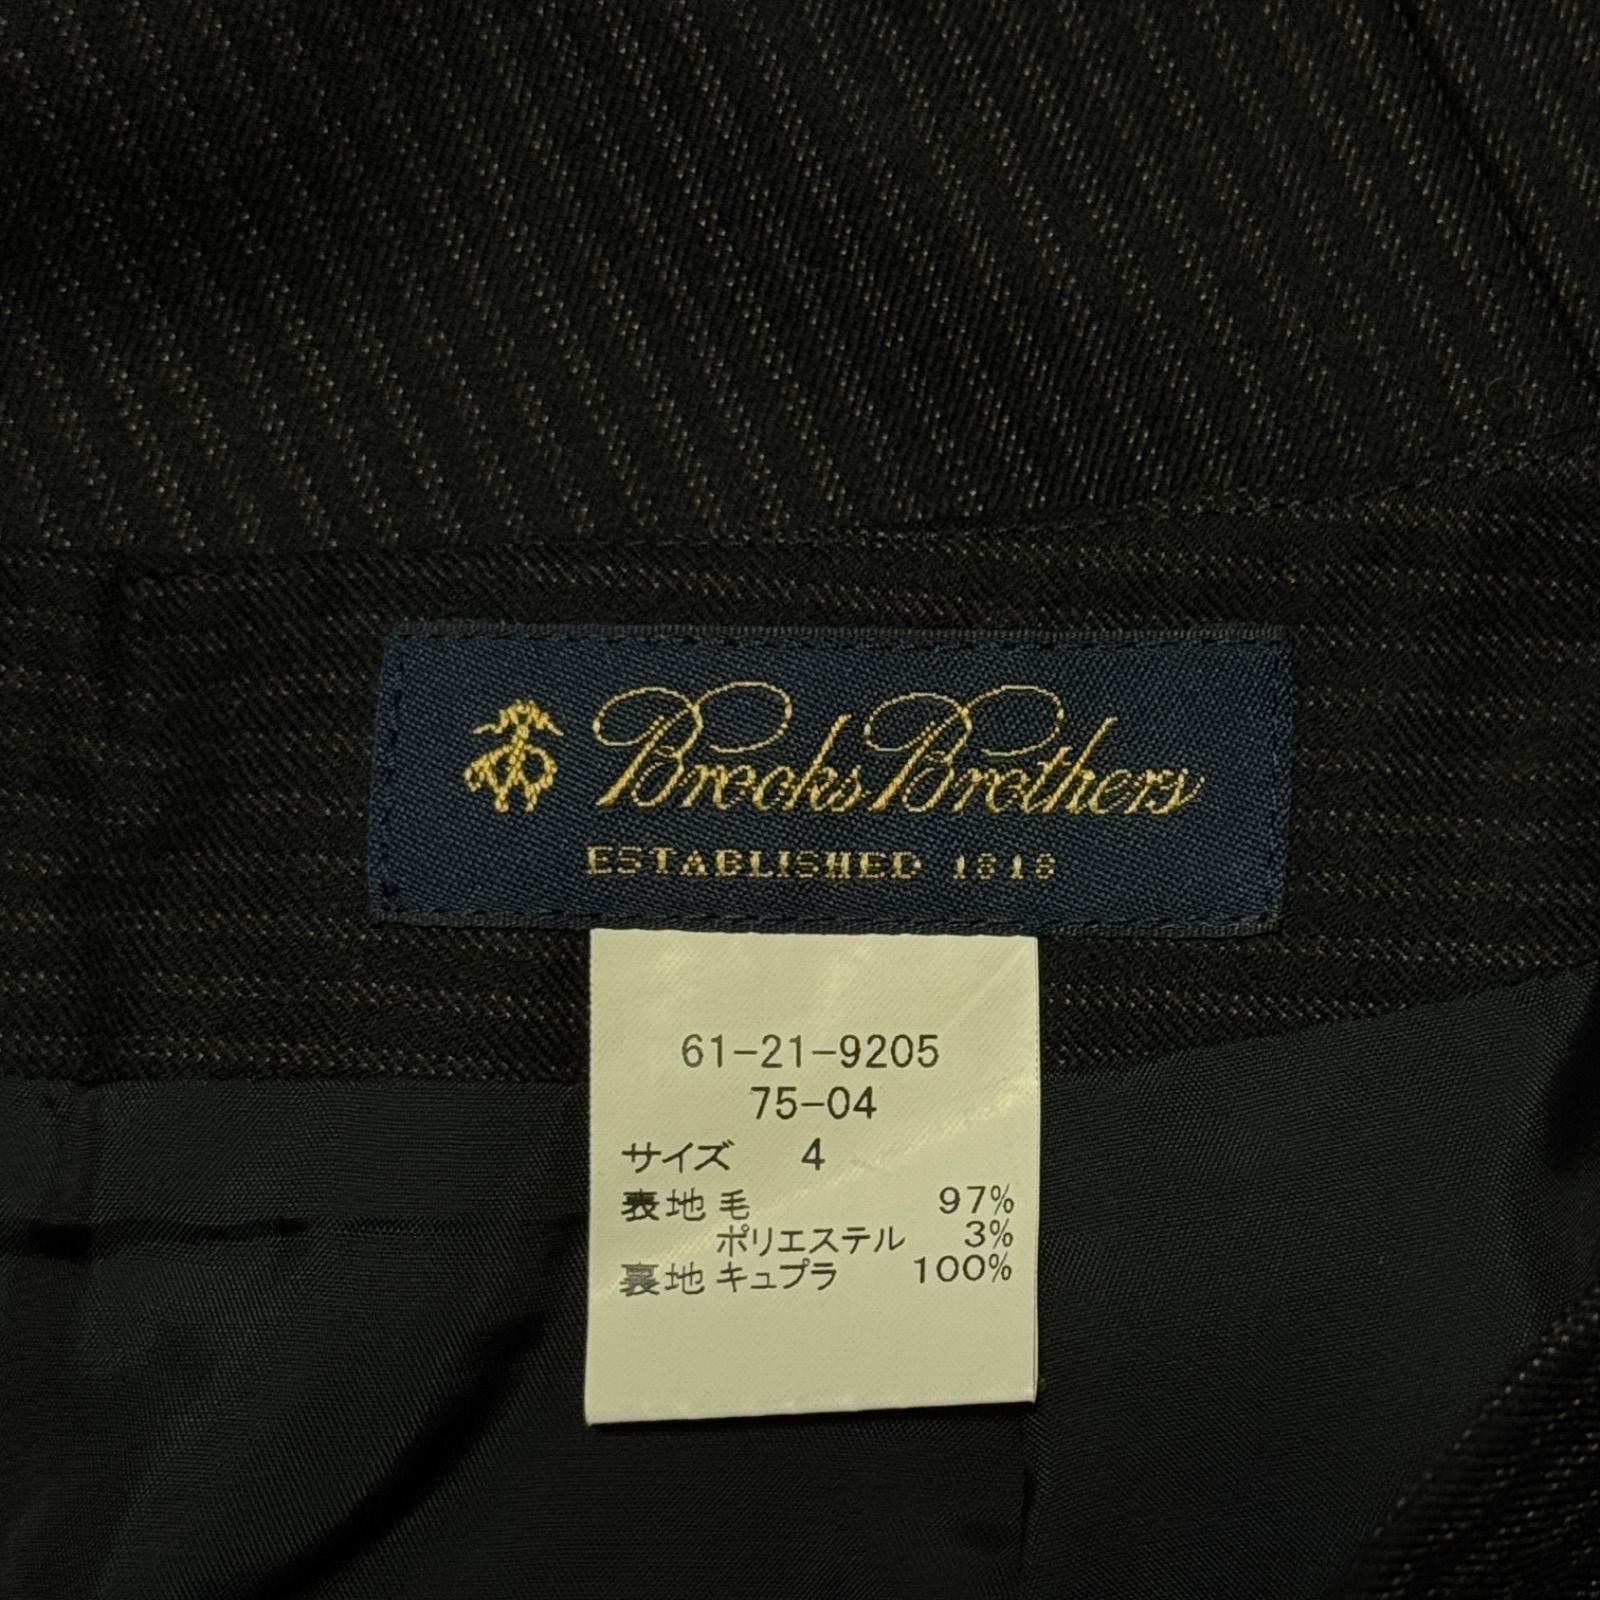 Brooks Brothers
ESTABLISHED 1818
61-21-9205
75-04
サイズ 4
表地 毛 97%
ポリエステル 3%
裏地 キュプラ 100%